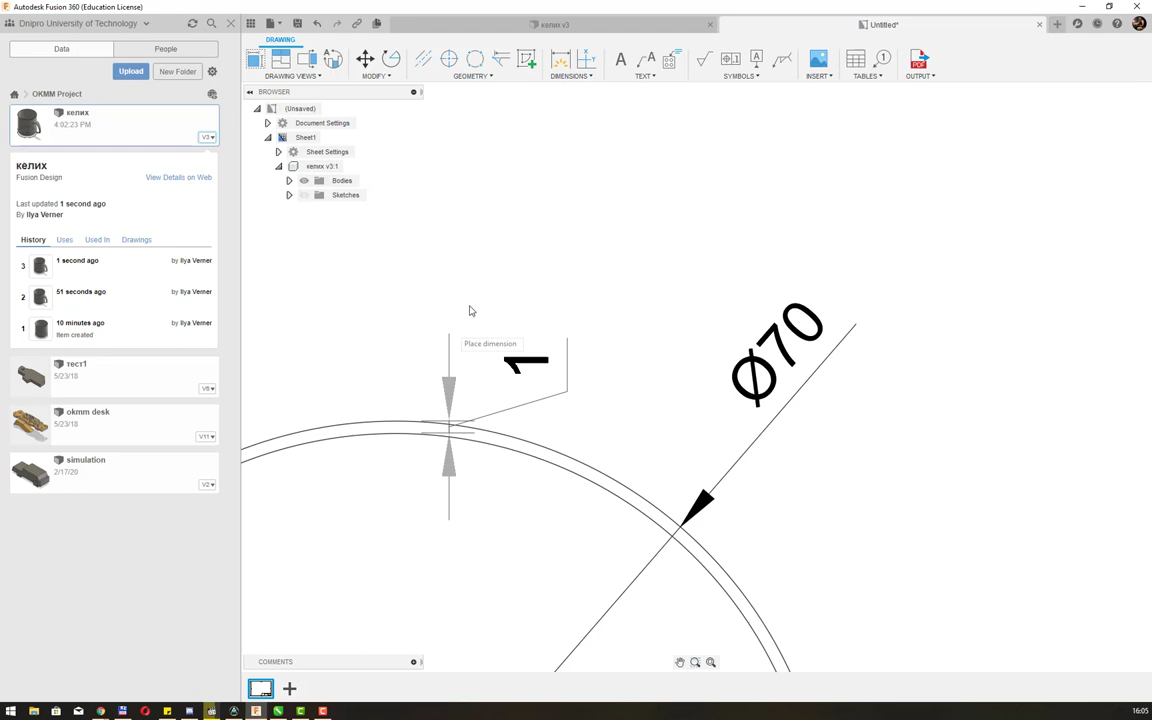 Autodesk Fusion 360 (Education License)
Dnipro University of Technology
келих v3
Untitled*
Data
People
Upload
New Folder
OKMM Project
келих
4:02:23 PM
V3
келих
Fusion Design
View Details on Web
Last updated 1 second ago
By Ilya Verner
History
Uses
Used In
Drawings
3
1 second ago
by Ilya Verner
2
51 seconds ago
by Ilya Verner
1
10 minutes ago
by Ilya Verner
Item created
тест1
5/23/18
V6
okmm desk
5/23/18
V11
simulation
2/17/20
V2
DRAWING
DRAWING VIEWS
MODIFY
GEOMETRY
DIMENSIONS
TEXT
SYMBOLS
INSERT
TABLES
OUTPUT
BROWSER
(Unsaved)
Document Settings
Sheet1
Sheet Settings
келих v3:1
Bodies
Sketches
Place dimension
1
Ø70
COMMENTS
16:05